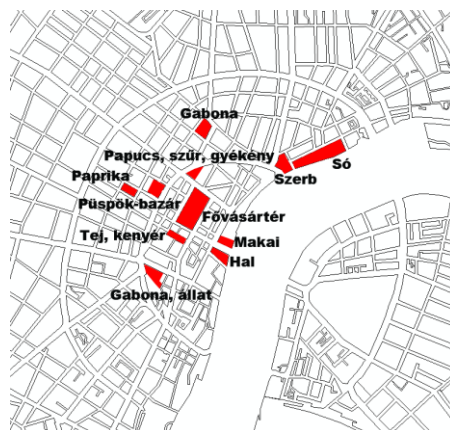 Gabona
Papucs, szűr, gyékény
Paprika
Szerb
Só
Püspök-bazár
Fővásártér
Tej, kenyér
Makai
Hal
Gabona, állat